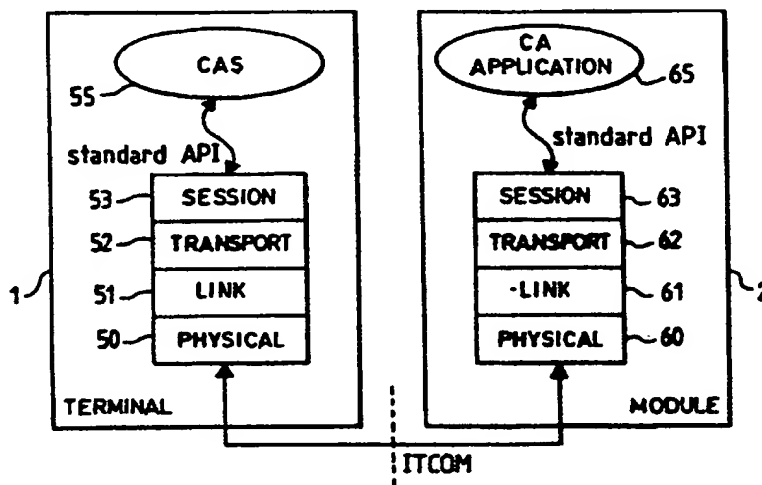 CAS
55
standard API
53
SESSION
52
TRANSPORT
51
LINK
50
PHYSICAL
1
TERMINAL
CA
APPLICATION
65
standard API
SESSION
63
TRANSPORT
62
-LINK
61
PHYSICAL
60
2
MODULE
ITCOM